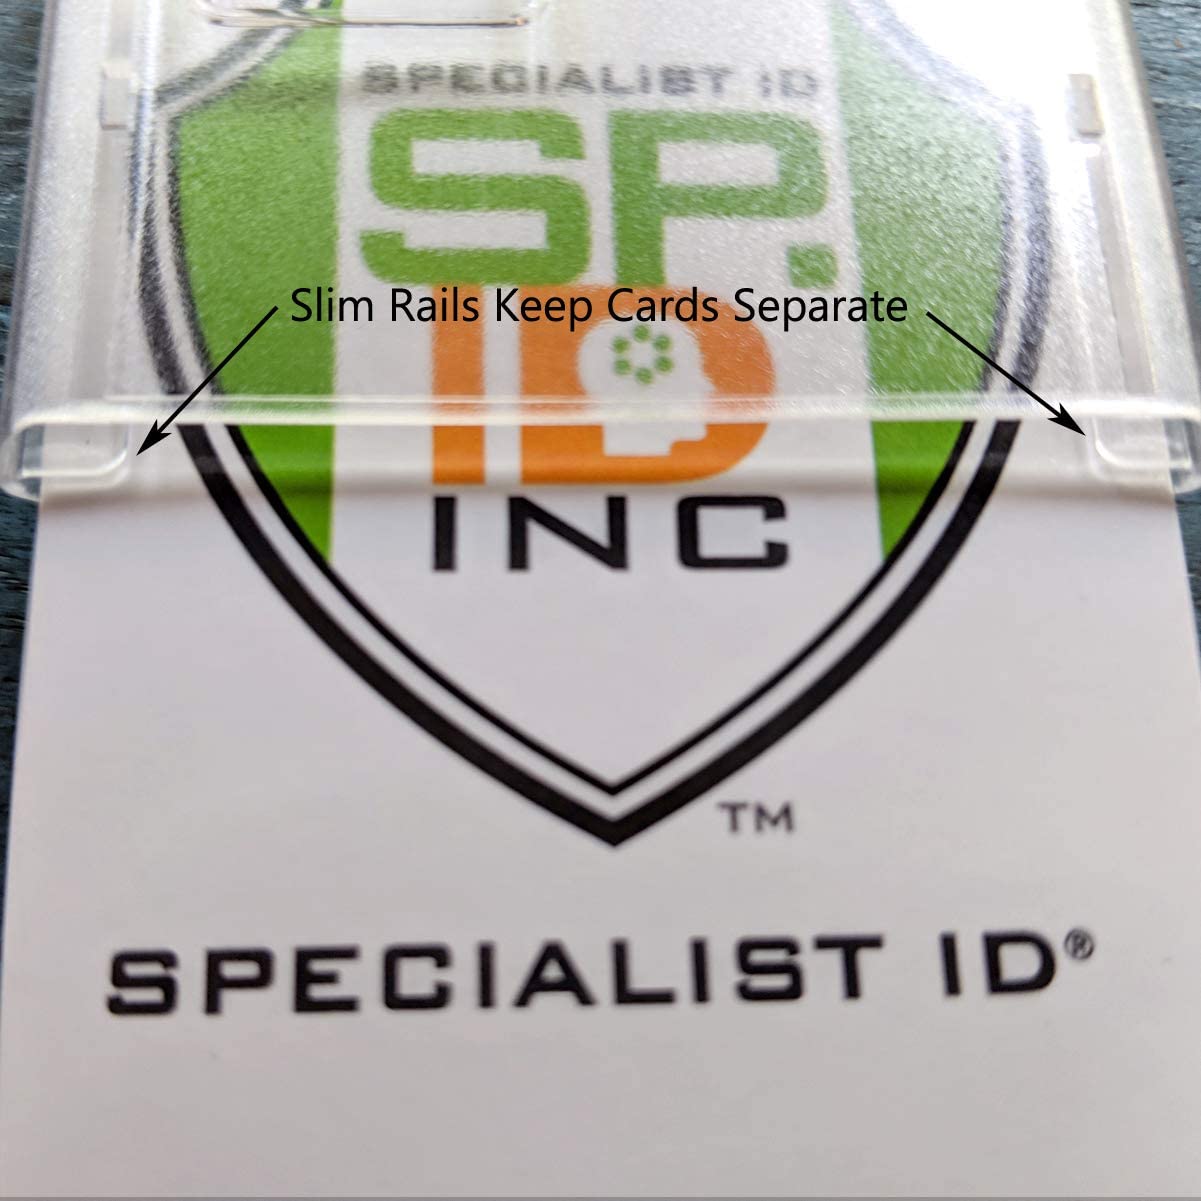 SPECIALIST ID
SP.
Slim Rails Keep Cards Separate
ID
INC
TM
SPECIALIST ID®